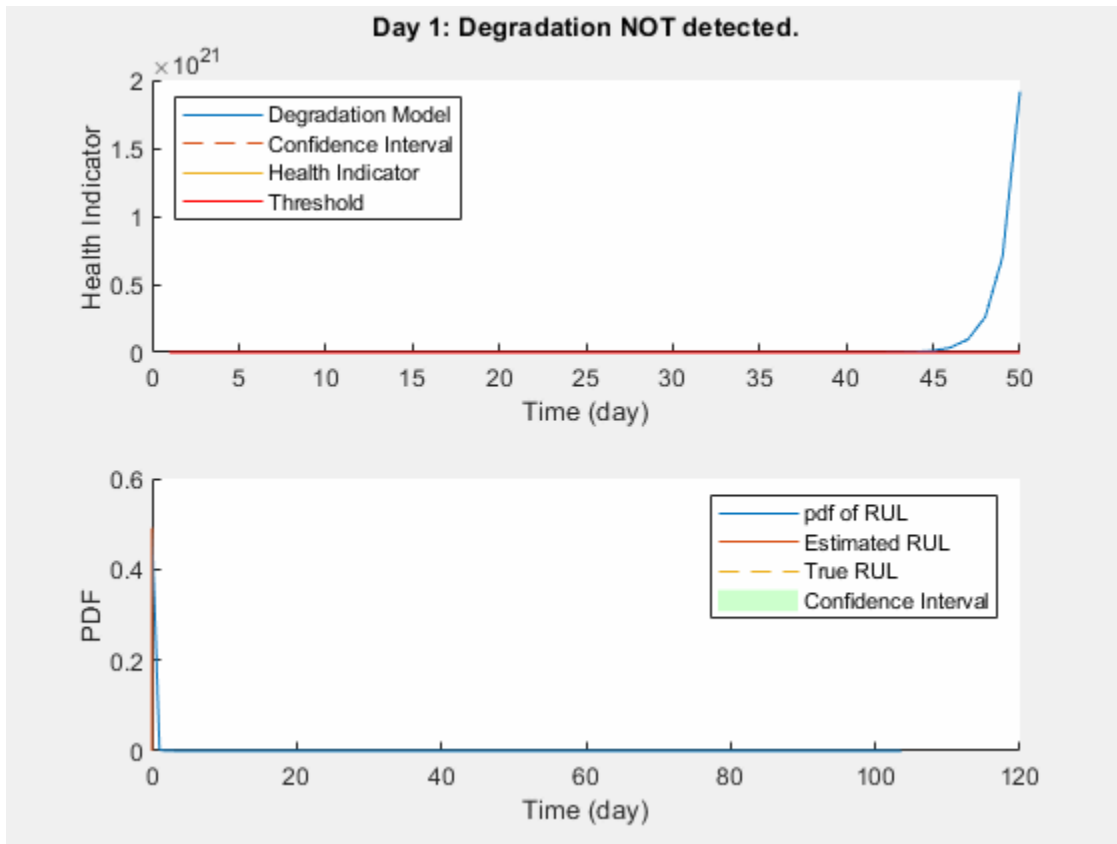 Day 1: Degradation NOT detected.
×10²¹
2
1.5
1
0.5
0
Health Indicator
Degradation Model
Confidence Interval
Health Indicator
Threshold
0 5 10 15 20 25 30 35 40 45 50
Time (day)
0.6
0.4
0.2
0
PDF
pdf of RUL
Estimated RUL
True RUL
Confidence Interval
0 20 40 60 80 100 120
Time (day)